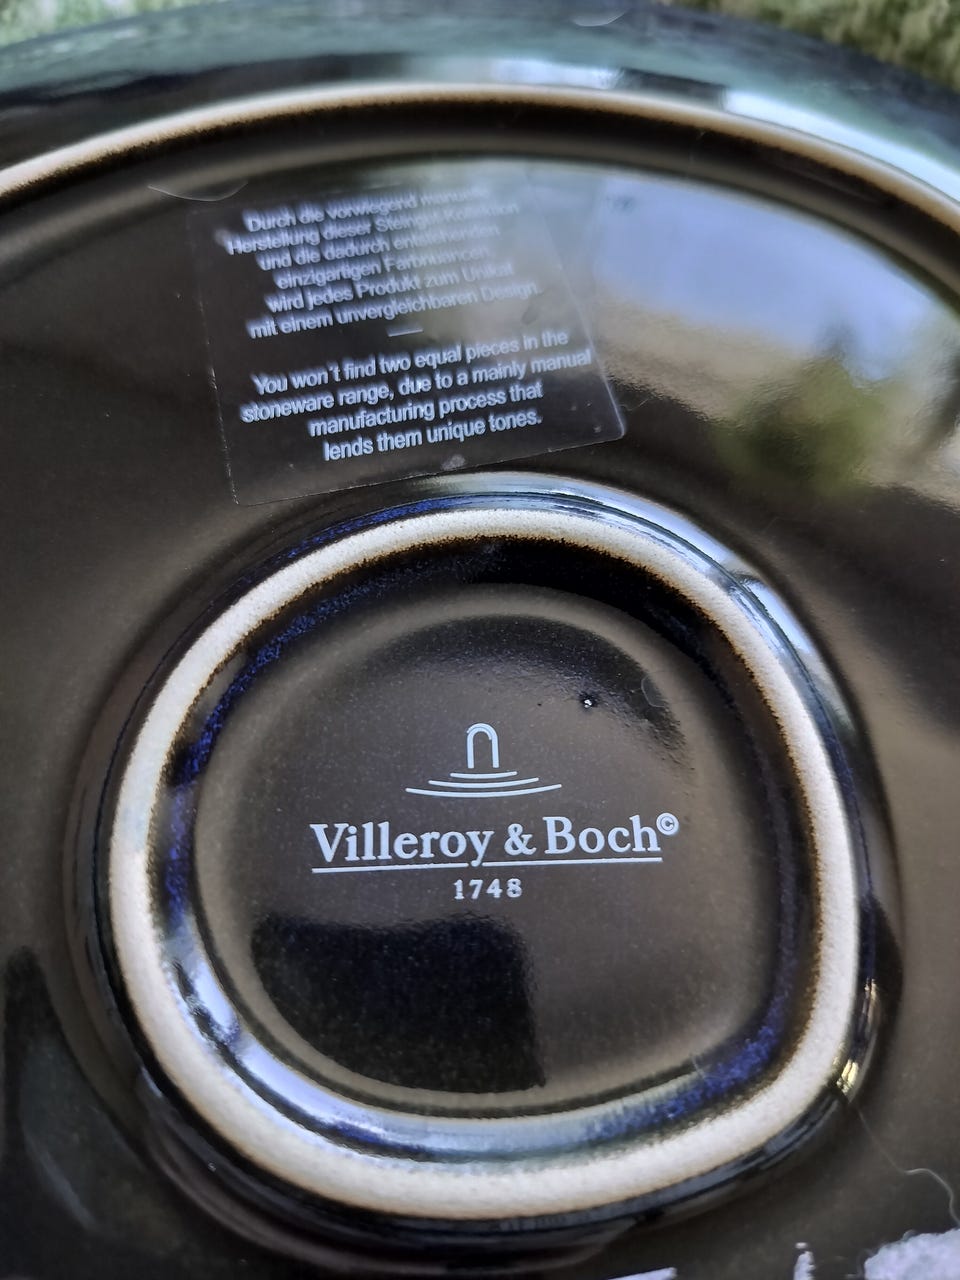 Durch die vorwiegend manuelle
Herstellung dieser Steingut-Kollektion
und die dadurch entstehenden
einzigartigen Farbnuancen
wird jedes Produkt zum Unikat
mit einem unvergleichbaren Design.
You won't find two equal pieces in the
stoneware range, due to a mainly manual
manufacturing process that
lends them unique tones.
Villeroy & Boch©
1748